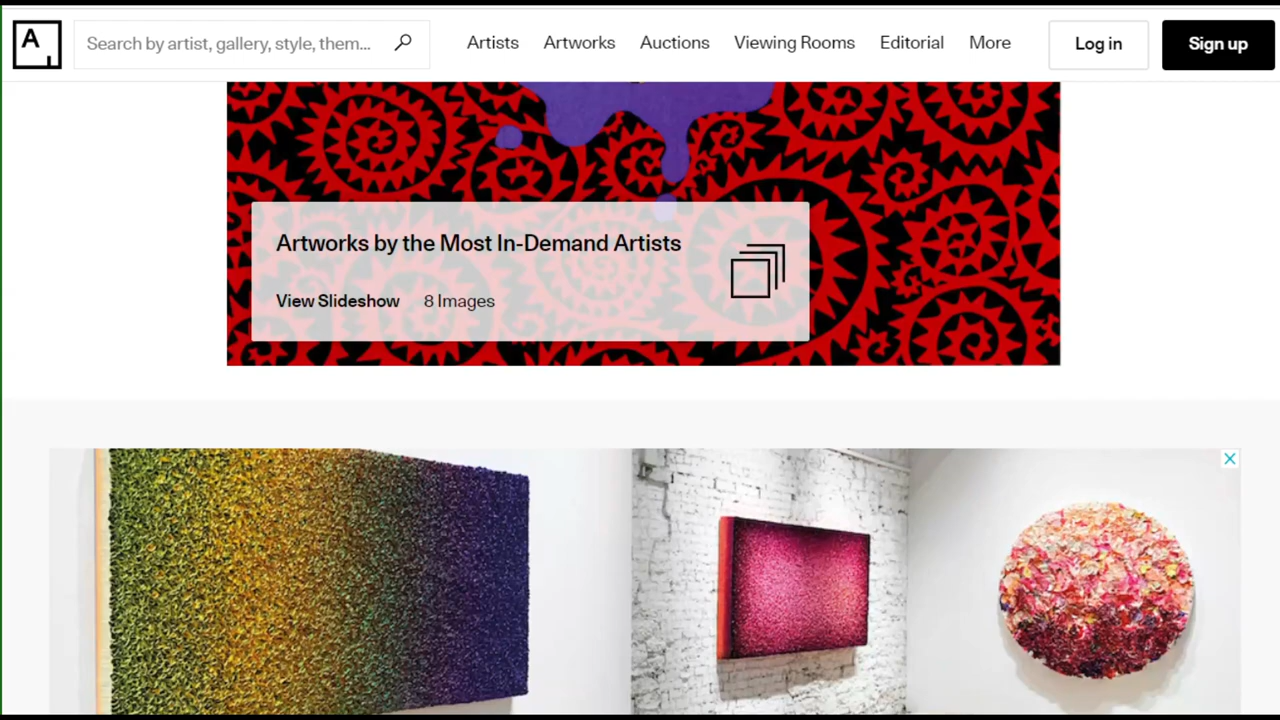 A
Search by artist, gallery, style, them...
Artists
Artworks
Auctions
Viewing Rooms
Editorial
More
Log in
Sign up
Artworks by the Most In-Demand Artists
View Slideshow 8 Images